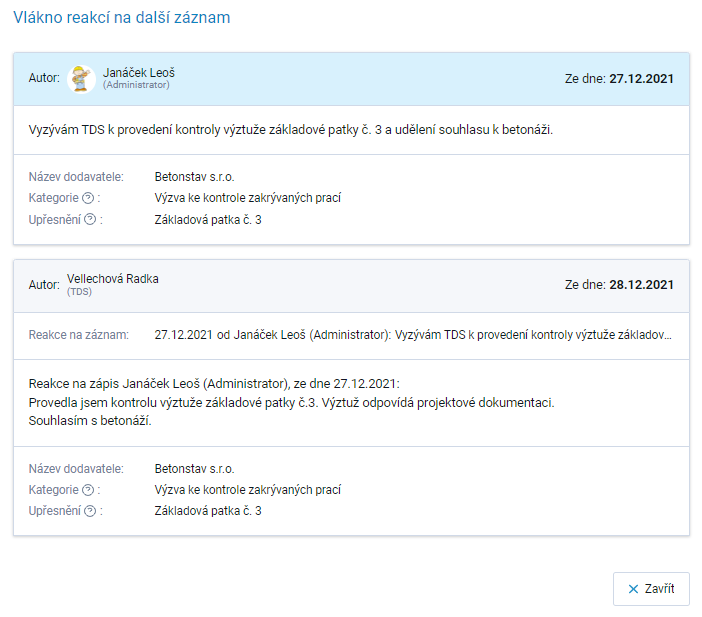 Vlákno reakcí na další záznam
Autor: Janáček Leoš Ze dne: 27.12.2021
(Administrator)
Vyzývám TDS k provedení kontroly výztuže základové patky č. 3 a udělení souhlasu k betonáži.
Název dodavatele: Betonstav s.r.o.
Kategorie ? : Výzva ke kontrole zakrývaných prací
Upřesnění ? : Základová patka č. 3
Autor: Vellechová Radka Ze dne: 28.12.2021
(TDS)
Reakce na záznam: 27.12.2021 od Janáček Leoš (Administrator): Vyzývám TDS k provedení kontroly výztuže základov...
Reakce na zápis Janáček Leoš (Administrator), ze dne 27.12.2021:
Provedla jsem kontrolu výztuže základové patky č.3. Výztuž odpovídá projektové dokumentaci.
Souhlasím s betonáží.
Název dodavatele: Betonstav s.r.o.
Kategorie ? : Výzva ke kontrole zakrývaných prací
Upřesnění ? : Základová patka č. 3
Zavřít